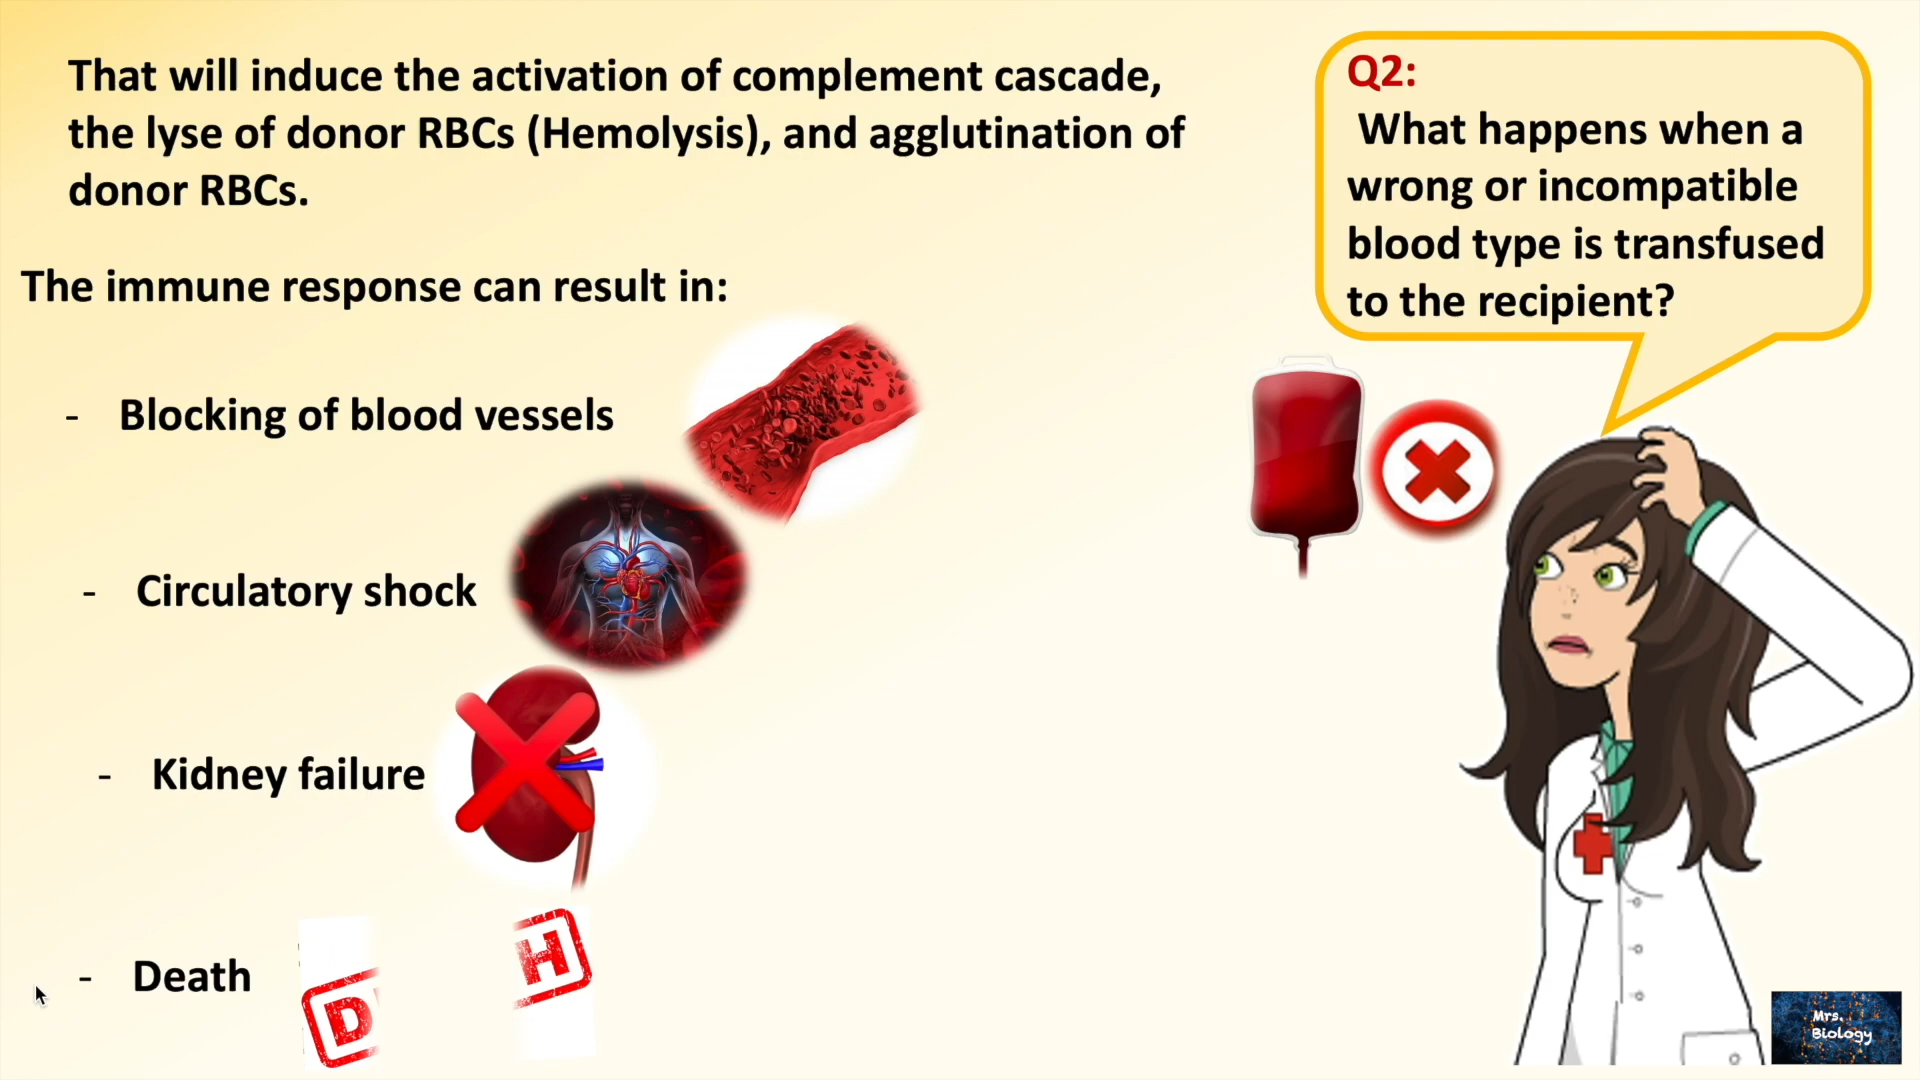 That will induce the activation of complement cascade,
the lyse of donor RBCs (Hemolysis), and agglutination of
donor RBCs.
The immune response can result in:
- Blocking of blood vessels
- Circulatory shock
- Kidney failure
- Death
D
H
Q2:
What happens when a
wrong or incompatible
blood type is transfused
to the recipient?
Mrs.
Biology